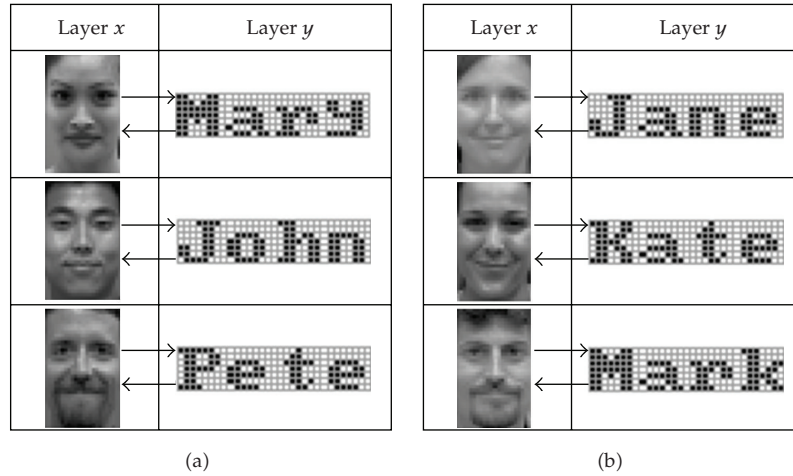 Layer x
Layer y
Mary
John
Pete
(a)
Layer x
Layer y
Jane
Kate
Mark
(b)